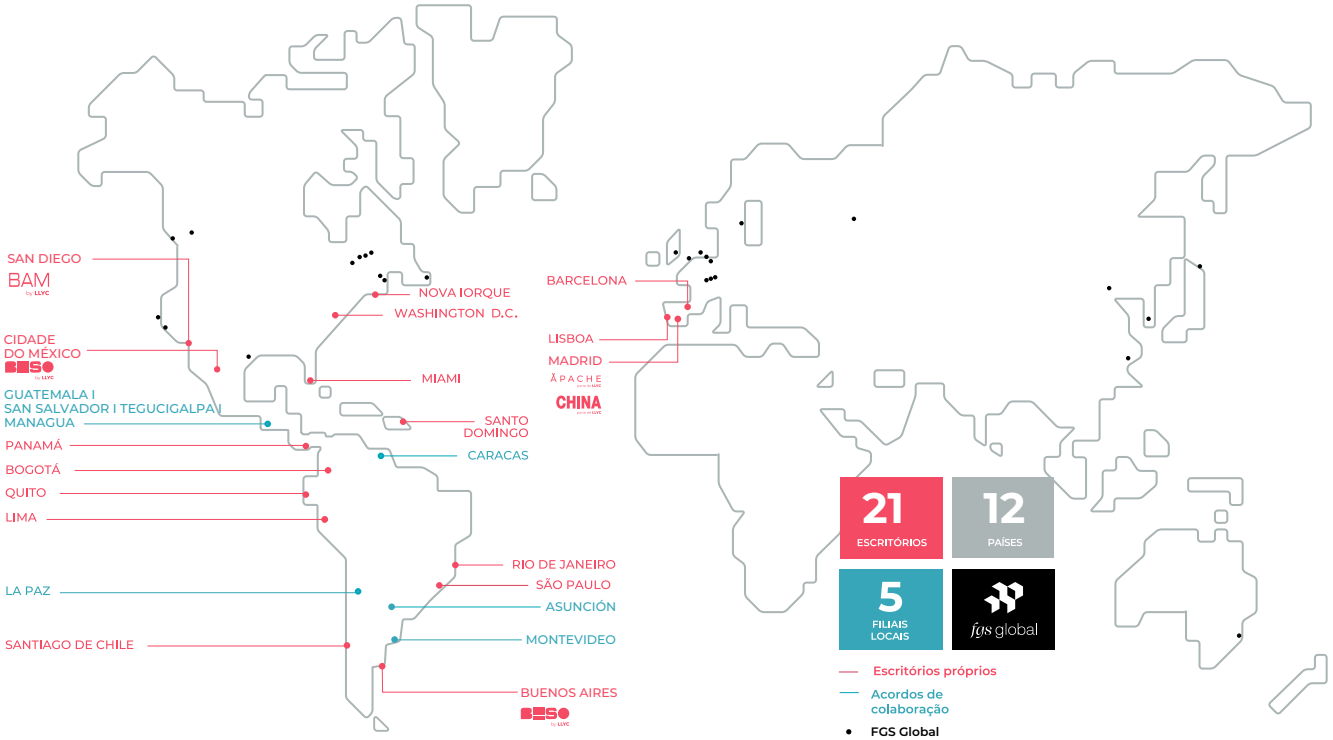 SAN DIEGO
BAM
by LLYC
CIDADE
DO MÉXICO
BESO
by LLYC
GUATEMALA I
SAN SALVADOR I TEGUCIGALPA I
MANAGUA
PANAMÁ
BOGOTÁ
QUITO
LIMA
LA PAZ
SANTIAGO DE CHILE
NOVA IORQUE
WASHINGTON D.C.
MIAMI
SANTO
DOMINGO
CARACAS
RIO DE JANEIRO
SÃO PAULO
ASUNCIÓN
MONTEVIDEO
BUENOS AIRES
BESO
by LLYC
BARCELONA
LISBOA
MADRID
ÄPACHE
CHINA
21
ESCRITÓRIOS
12
PAÍSES
5
FILIAIS
LOCAIS
fgs global
Escritórios próprios
Acordos de
colaboração
FGS Global